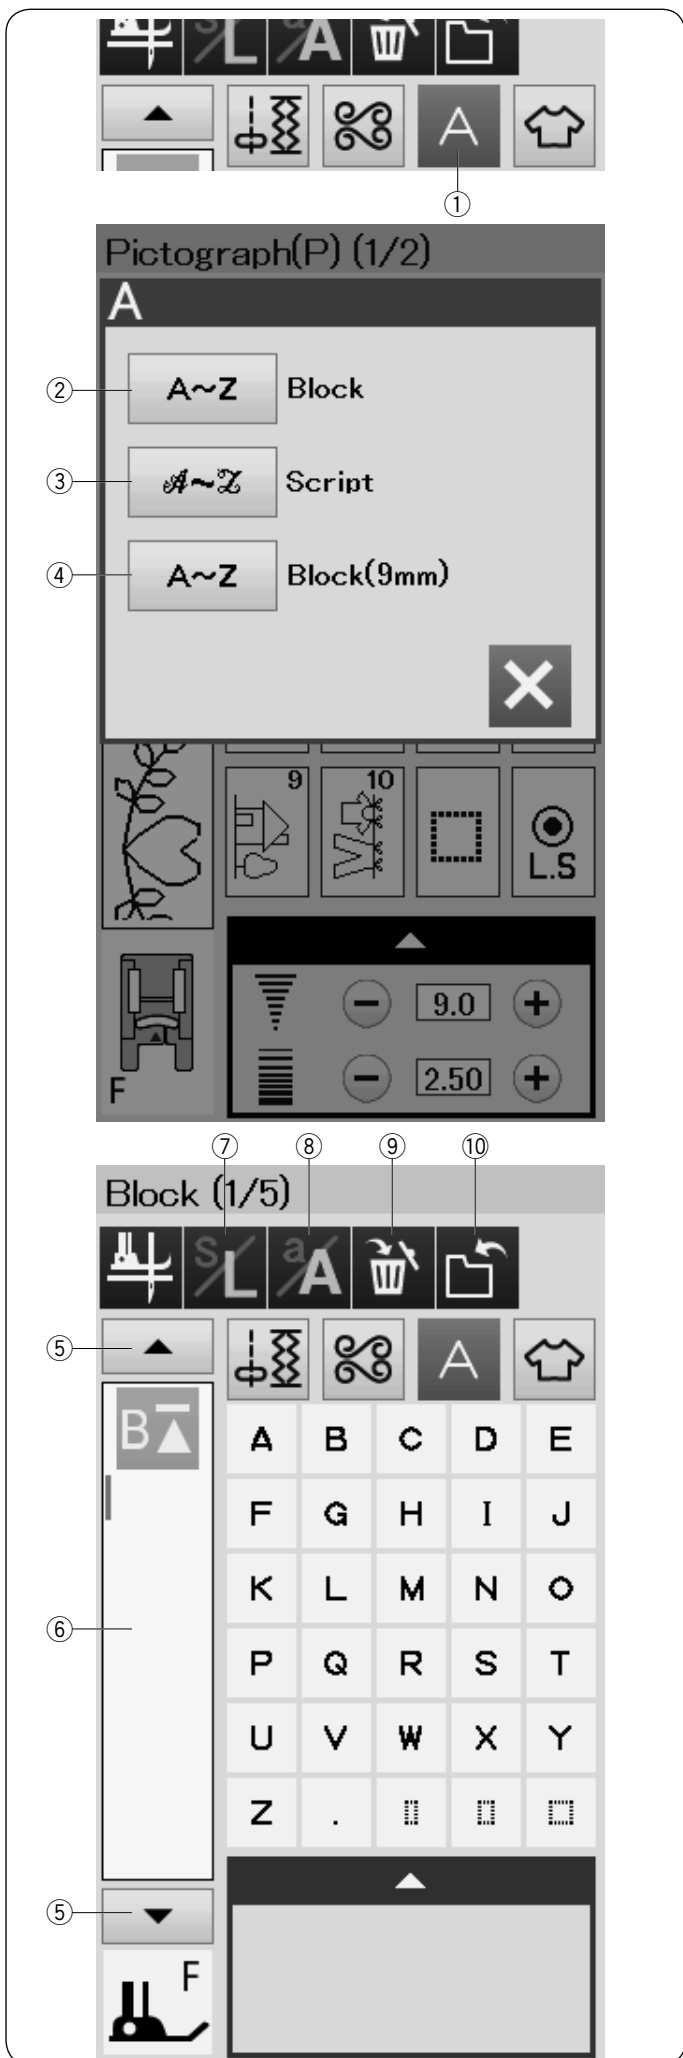 S/L a/A
A
①
Pictograph(P) (1/2)
A
② A~Z Block
③ A~Z Script
④ A~Z Block(9mm)
9 10
L.S
9.0
F 2.50
⑦ ⑧ ⑨ ⑩
Block (1/5)
S/L a/A
⑤ A
B A B C D E
F G H I J
K L M N O
⑥
P Q R S T
U V W X Y
Z .
⑤
F